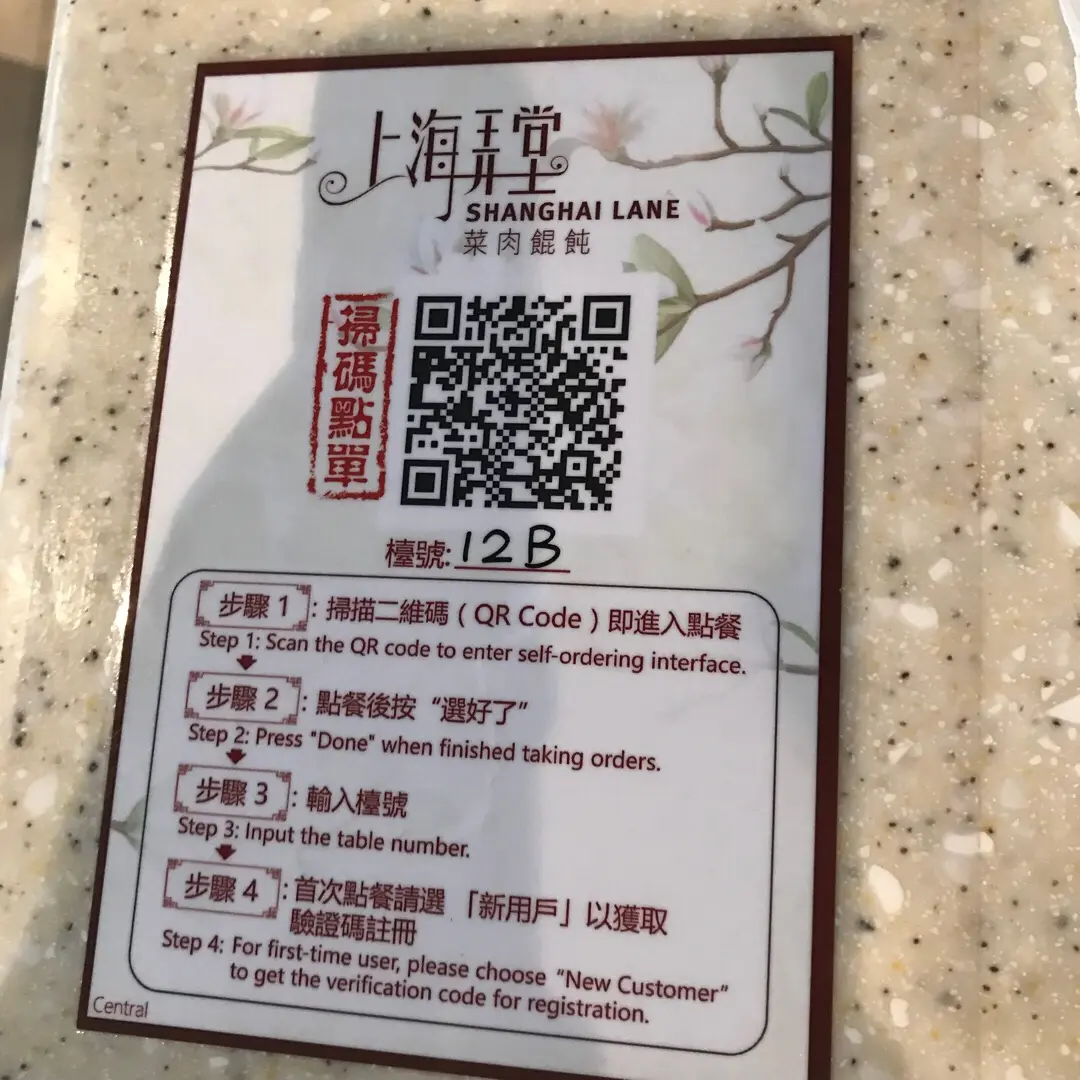 上海弄堂
SHANGHAI LANE
菜肉餛飩
掃碼點單
檯號: 12B
步驟 1 : 掃描二維碼 ( QR Code ) 即進入點餐
Step 1: Scan the QR code to enter self-ordering interface.
步驟 2 : 點餐後按 “選好了”
Step 2: Press "Done" when finished taking orders.
步驟 3 : 輸入檯號
Step 3: Input the table number.
步驟 4 : 首次點餐請選 「新用戶」以獲取
驗證碼註冊
Step 4: For first-time user, please choose “New Customer”
to get the verification code for registration.
Central